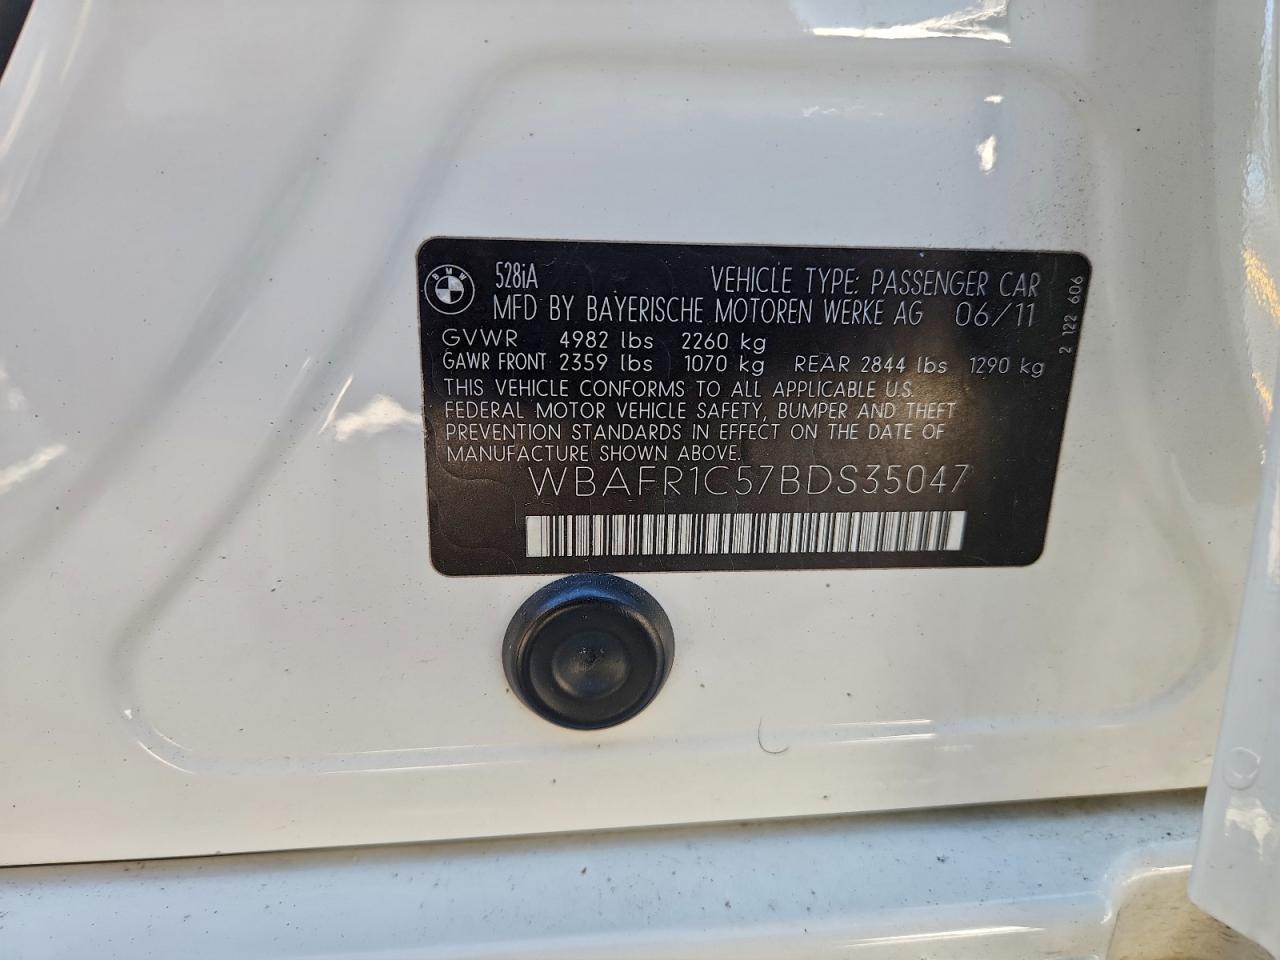 BMW
528iA
VEHICLE TYPE: PASSENGER CAR
MFD BY BAYERISCHE MOTOREN WERKE AG 06/11
GVWR 4982 lbs 2260 kg
GAWR FRONT 2359 lbs 1070 kg REAR 2844 lbs 1290 kg
THIS VEHICLE CONFORMS TO ALL APPLICABLE U.S.
FEDERAL MOTOR VEHICLE SAFETY, BUMPER AND THEFT
PREVENTION STANDARDS IN EFFECT ON THE DATE OF
MANUFACTURE SHOWN ABOVE.
WBAFR1C57BDS35047
2 122 606